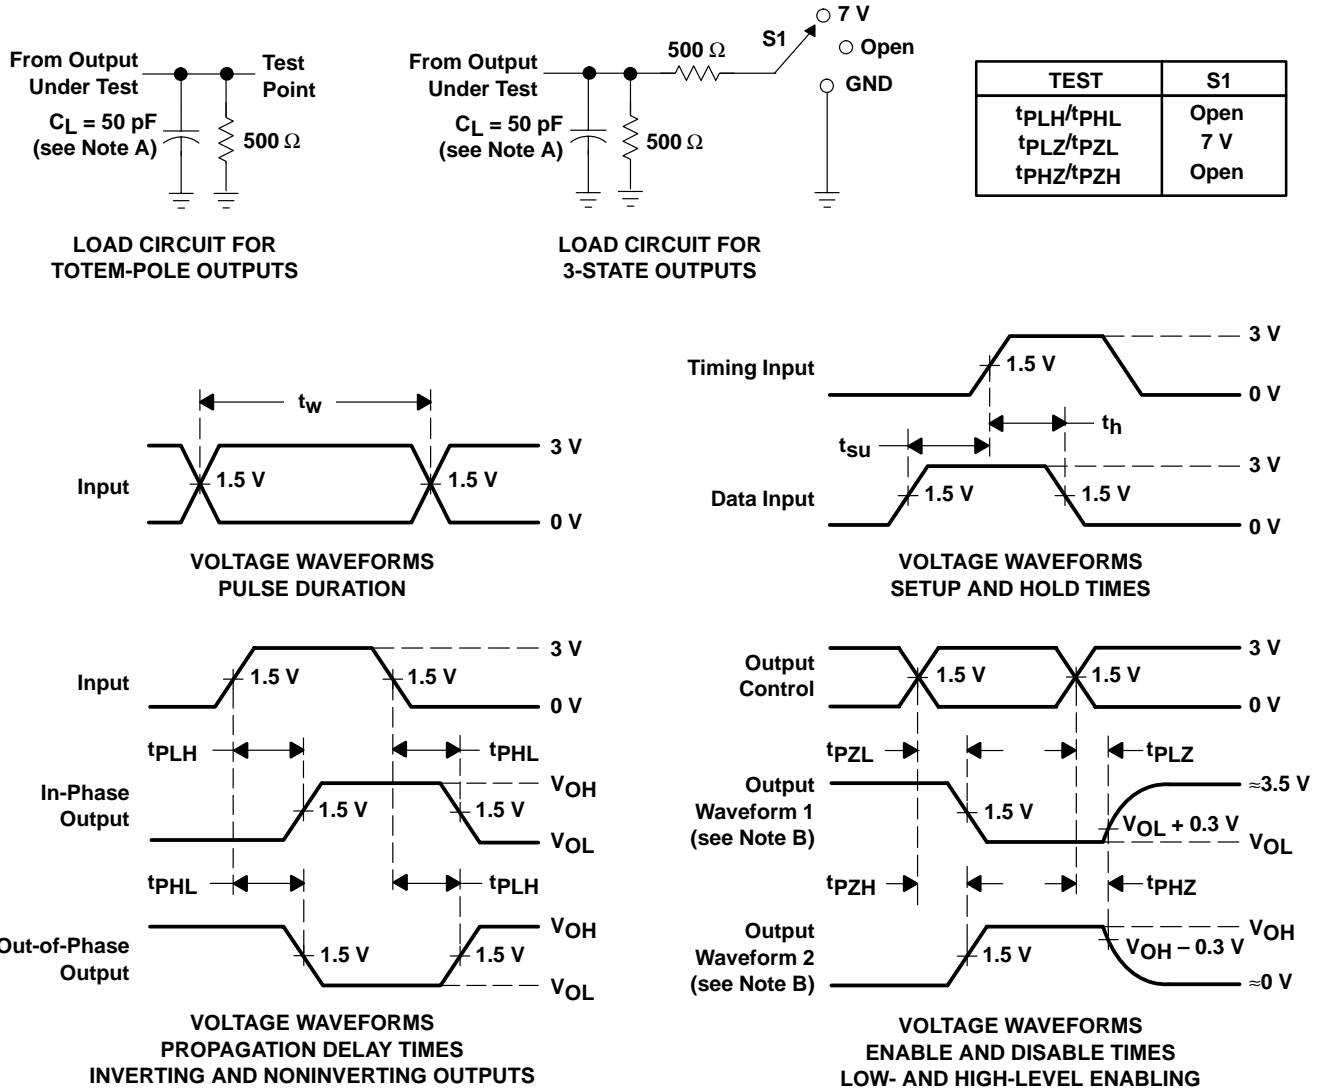 From Output
Under Test
Test
Point
CL = 50 pF
(see Note A)
500 Ω
LOAD CIRCUIT FOR
TOTEM-POLE OUTPUTS
From Output
Under Test
CL = 50 pF
(see Note A)
500 Ω
500 Ω
S1
7 V
Open
GND
LOAD CIRCUIT FOR
3-STATE OUTPUTS
TEST S1
tPLH/tPHL Open
tPLZ/tPZL 7 V
tPHZ/tPZH Open
tw
Input
1.5 V
1.5 V
3 V
0 V
VOLTAGE WAVEFORMS
PULSE DURATION
Timing Input
1.5 V
3 V
0 V
tsu
th
Data Input
1.5 V
1.5 V
3 V
0 V
VOLTAGE WAVEFORMS
SETUP AND HOLD TIMES
Input
1.5 V
1.5 V
3 V
0 V
tPLH
tPHL
In-Phase
Output
1.5 V
1.5 V
VOH
VOL
tPHL
tPLH
Out-of-Phase
Output
1.5 V
1.5 V
VOH
VOL
VOLTAGE WAVEFORMS
PROPAGATION DELAY TIMES
INVERTING AND NONINVERTING OUTPUTS
Output
Control
1.5 V
1.5 V
3 V
0 V
tPZL
tPLZ
Output
Waveform 1
(see Note B)
1.5 V
VOL + 0.3 V
≈3.5 V
VOL
tPZH
tPHZ
Output
Waveform 2
(see Note B)
1.5 V
VOH − 0.3 V
VOH
≈0 V
VOLTAGE WAVEFORMS
ENABLE AND DISABLE TIMES
LOW- AND HIGH-LEVEL ENABLING